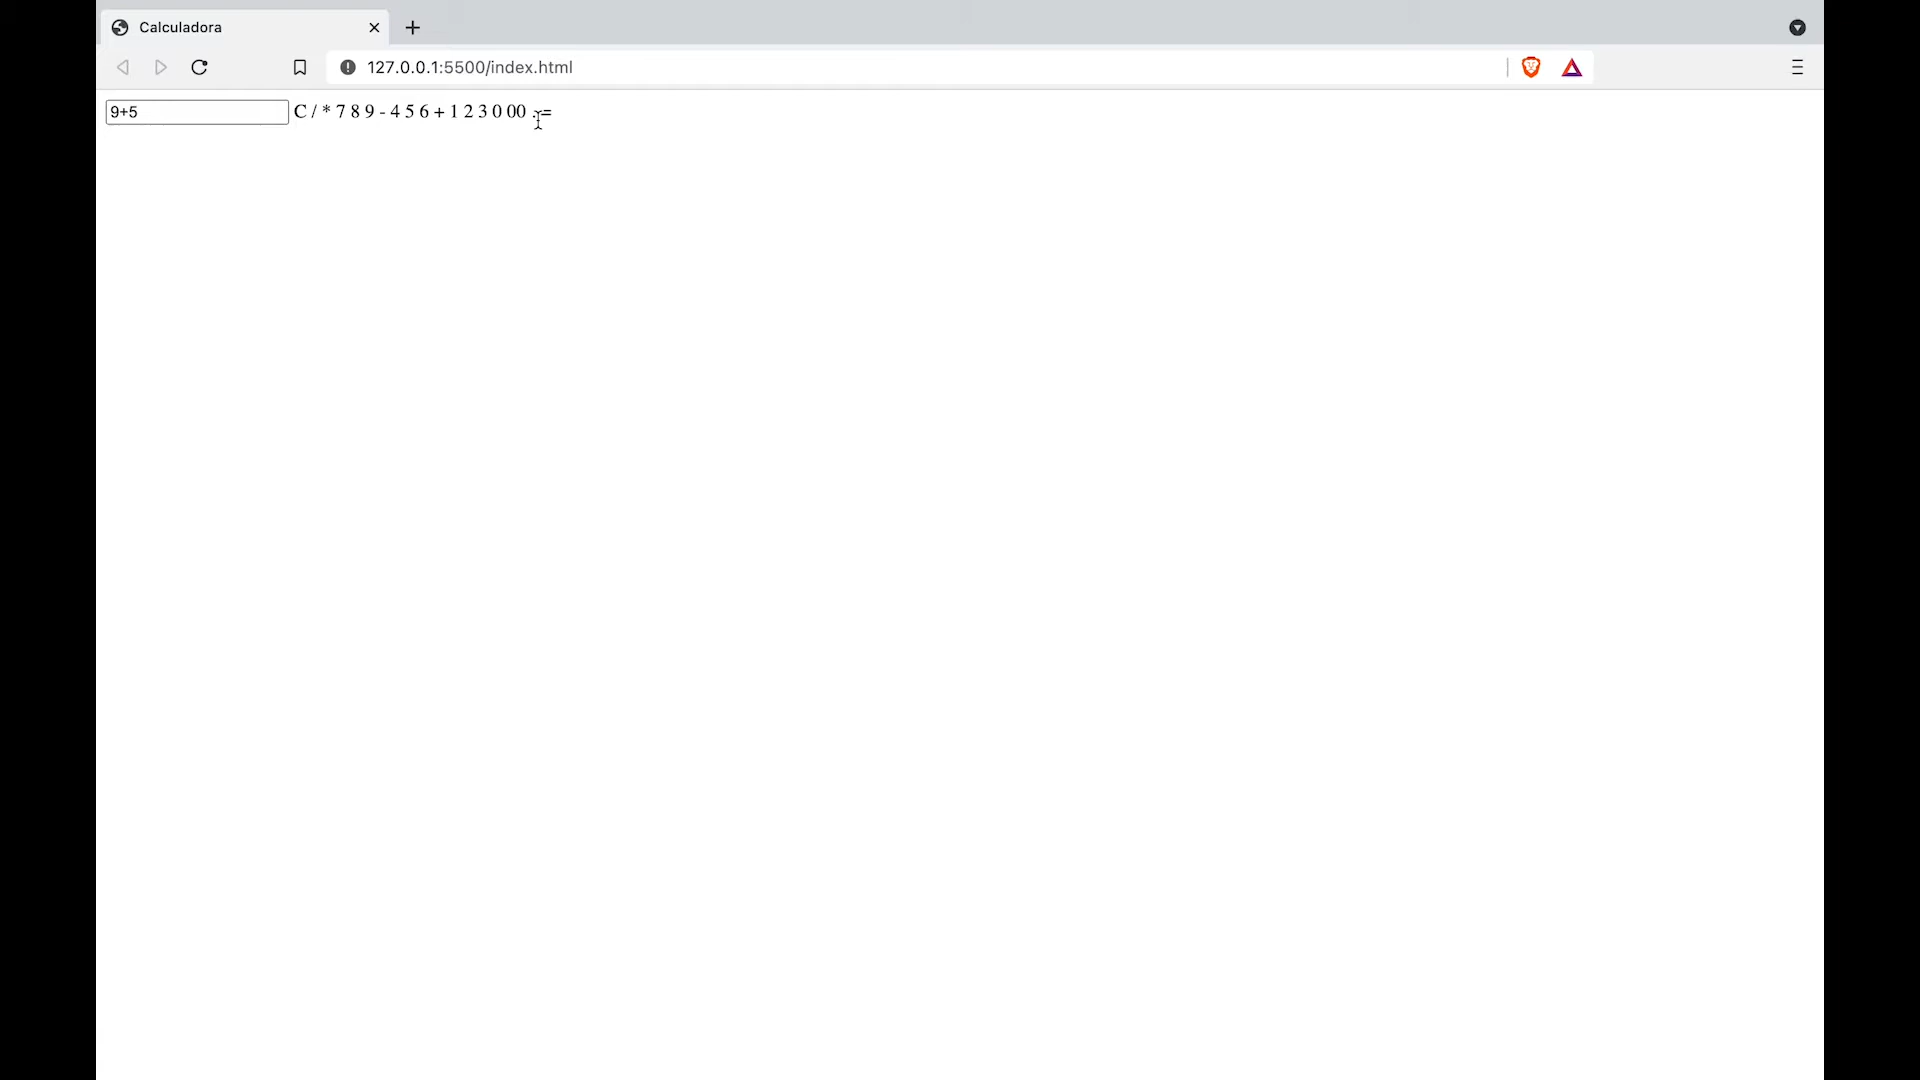 Calculadora
127.0.0.1:5500/index.html
9+5 C / * 7 8 9 - 4 5 6 + 1 2 3 0 00 . =